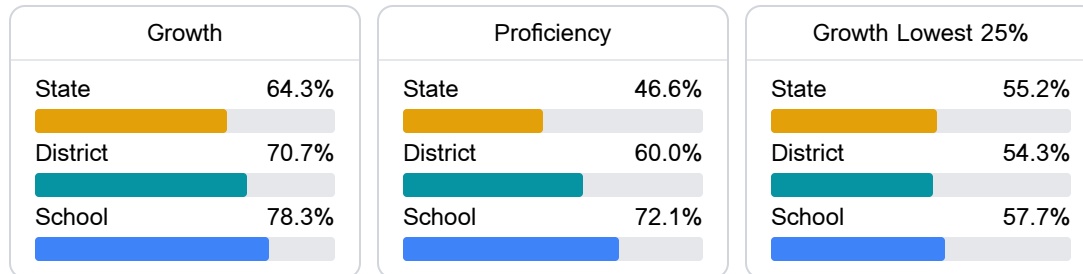 Growth
State 64.3%
District 70.7%
School 78.3%
Proficiency
State 46.6%
District 60.0%
School 72.1%
Growth Lowest 25%
State 55.2%
District 54.3%
School 57.7%